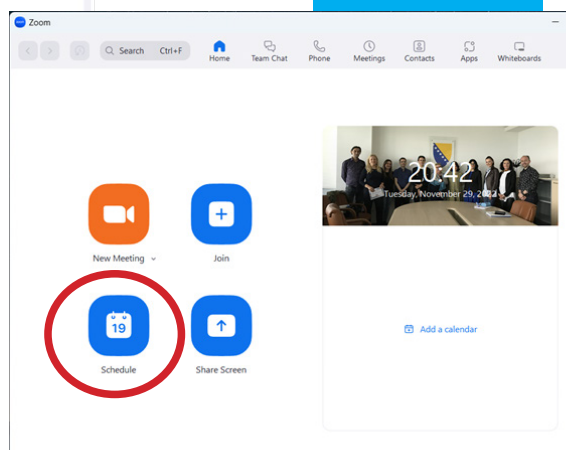 Zoom
Search Ctrl+F
Home Team Chat Phone Meetings Contacts Apps Whiteboards
20:42
Tuesday, November 29, 2022
New Meeting Join
19
Add a calendar
Schedule Share Screen